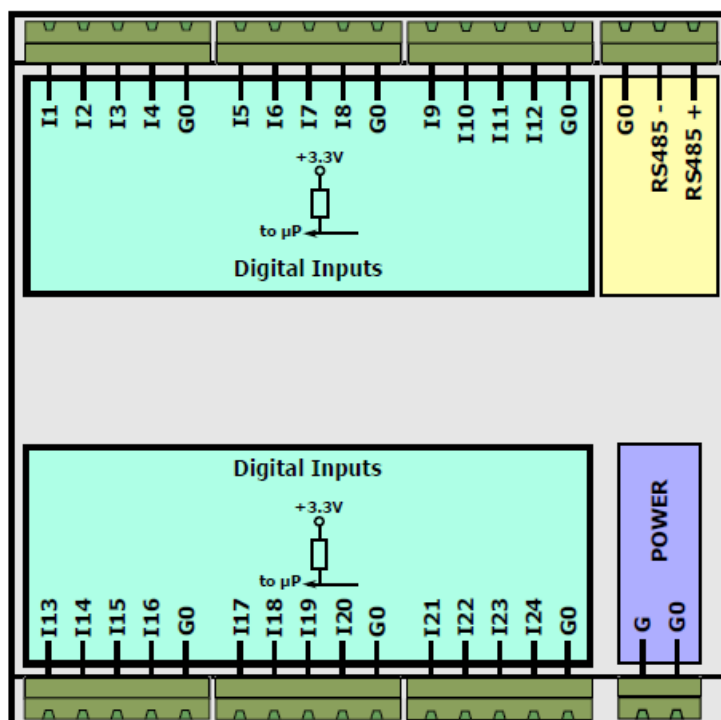 I1 I2 I3 I4 G0 I5 I6 I7 I8 G0 I9 I10 I11 I12 G0 G0 RS485 - RS485 +
+3.3V
to µP
Digital Inputs
Digital Inputs
+3.3V
to µP
POWER
I13 I14 I15 I16 G0 I17 I18 I19 I20 G0 I21 I22 I23 I24 G0 G G0